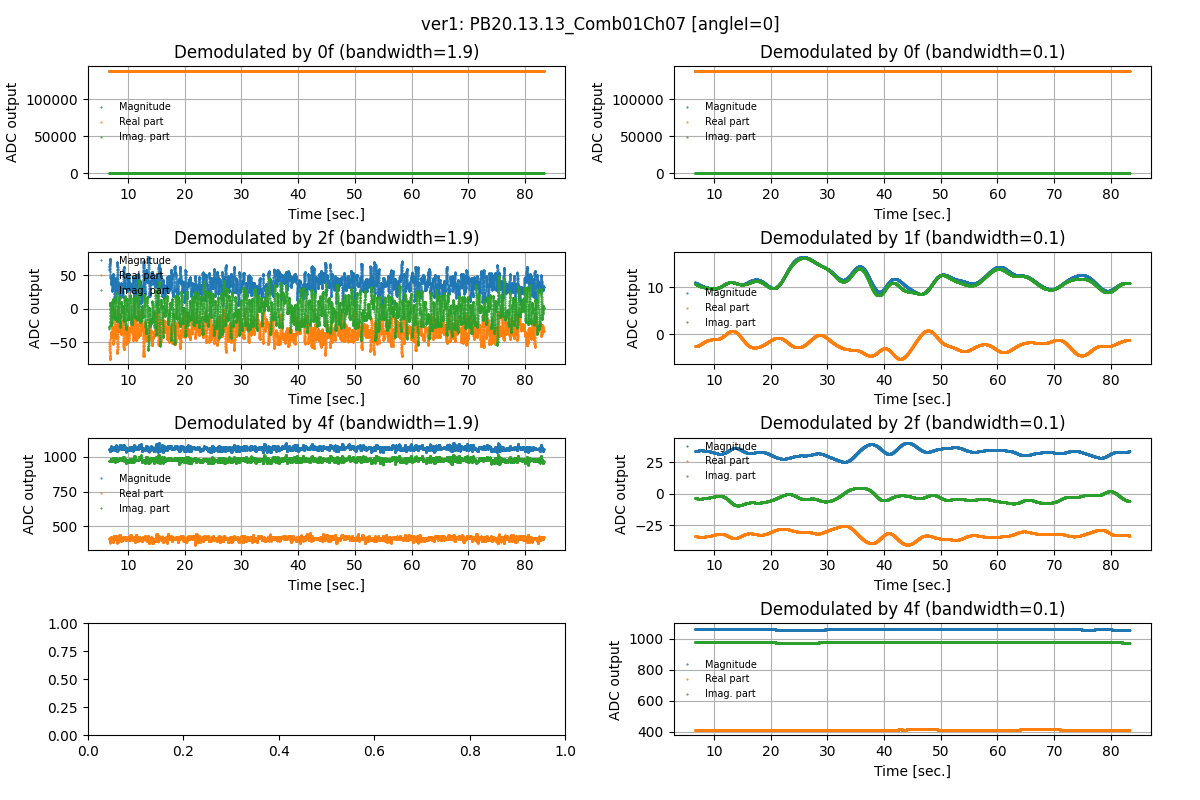 ver1: PB20.13.13_Comb01Ch07 [angleI=0]
Demodulated by 0f (bandwidth=1.9)
ADC output
100000
50000
0
Magnitude
Real part
Imag. part
10 20 30 40 50 60 70 80
Time [sec.]
Demodulated by 0f (bandwidth=0.1)
ADC output
100000
50000
0
Magnitude
Real part
Imag. part
10 20 30 40 50 60 70 80
Time [sec.]
Demodulated by 2f (bandwidth=1.9)
ADC output
50
0
−50
Magnitude
Real part
Imag. part
10 20 30 40 50 60 70 80
Time [sec.]
Demodulated by 1f (bandwidth=0.1)
ADC output
10
0
Magnitude
Real part
Imag. part
10 20 30 40 50 60 70 80
Time [sec.]
Demodulated by 4f (bandwidth=1.9)
ADC output
1000
750
500
Magnitude
Real part
Imag. part
10 20 30 40 50 60 70 80
Time [sec.]
Demodulated by 2f (bandwidth=0.1)
ADC output
25
0
−25
Magnitude
Real part
Imag. part
10 20 30 40 50 60 70 80
Time [sec.]
1.00
0.75
0.50
0.25
0.00
0.0 0.2 0.4 0.6 0.8 1.0
Demodulated by 4f (bandwidth=0.1)
ADC output
1000
800
600
400
Magnitude
Real part
Imag. part
10 20 30 40 50 60 70 80
Time [sec.]